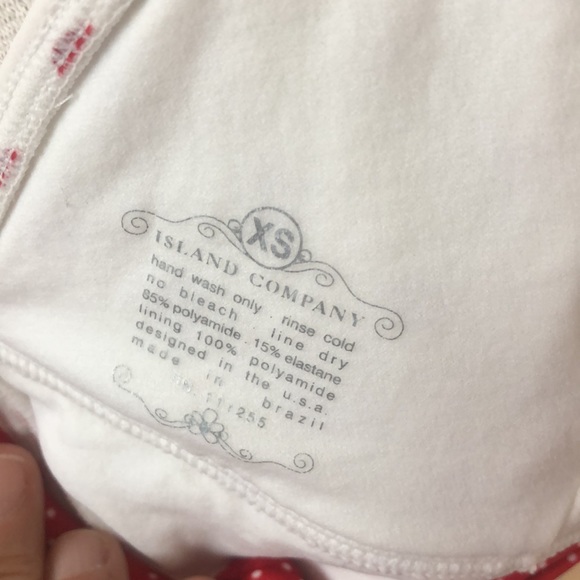 XS
ISLAND COMPANY
hand wash only . rinse cold
no bleach . line dry
85% polyamide . 15% elastane
lining 100% polyamide
designed in the u.s.a.
made in brazil